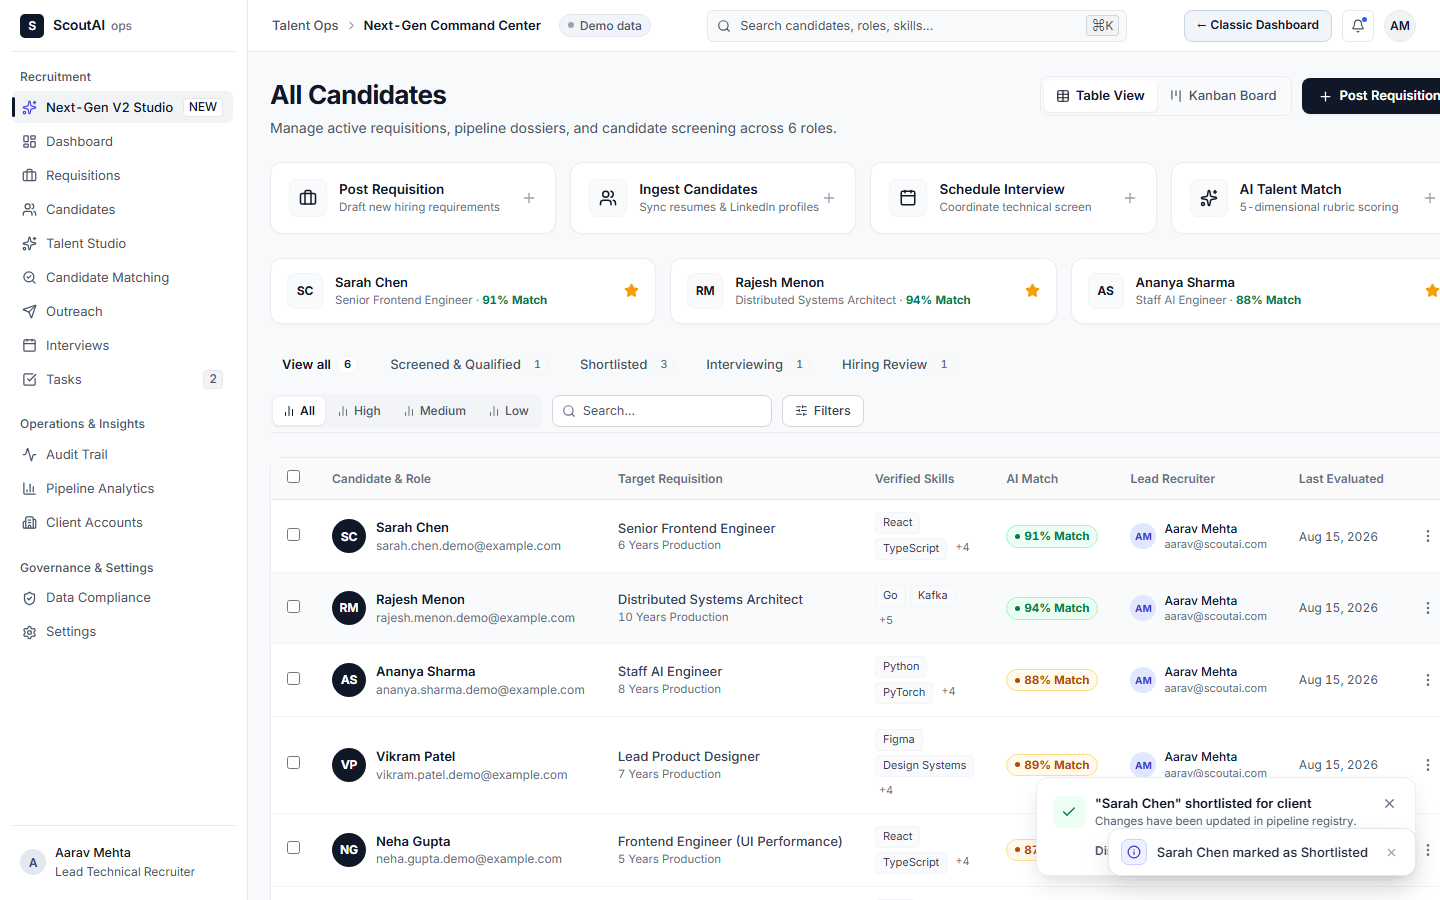 S ScoutAI ops
Talent Ops > Next-Gen Command Center
Demo data
Search candidates, roles, skills...
⌘K
← Classic Dashboard
AM
Recruitment
Next-Gen V2 Studio NEW
Dashboard
Requisitions
Candidates
Talent Studio
Candidate Matching
Outreach
Interviews
Tasks 2
Operations & Insights
Audit Trail
Pipeline Analytics
Client Accounts
Governance & Settings
Data Compliance
Settings
A
Aarav Mehta
Lead Technical Recruiter
All Candidates
Manage active requisitions, pipeline dossiers, and candidate screening across 6 roles.
Table View
Kanban Board
+ Post Requisition
Post Requisition
Draft new hiring requirements
Ingest Candidates
Sync resumes & LinkedIn profiles
Schedule Interview
Coordinate technical screen
AI Talent Match
5-dimensional rubric scoring
SC
Sarah Chen
Senior Frontend Engineer · 91% Match
RM
Rajesh Menon
Distributed Systems Architect · 94% Match
AS
Ananya Sharma
Staff AI Engineer · 88% Match
View all 6
Screened & Qualified 1
Shortlisted 3
Interviewing 1
Hiring Review 1
All
High
Medium
Low
Search...
Filters
Candidate & Role
Target Requisition
Verified Skills
AI Match
Lead Recruiter
Last Evaluated
SC
Sarah Chen
sarah.chen.demo@example.com
Senior Frontend Engineer
6 Years Production
React
TypeScript +4
91% Match
AM
Aarav Mehta
aarav@scoutai.com
Aug 15, 2026
RM
Rajesh Menon
rajesh.menon.demo@example.com
Distributed Systems Architect
10 Years Production
Go Kafka
+5
94% Match
AM
Aarav Mehta
aarav@scoutai.com
Aug 15, 2026
AS
Ananya Sharma
ananya.sharma.demo@example.com
Staff AI Engineer
8 Years Production
Python
PyTorch +4
88% Match
AM
Aarav Mehta
aarav@scoutai.com
Aug 15, 2026
VP
Vikram Patel
vikram.patel.demo@example.com
Lead Product Designer
7 Years Production
Figma
Design Systems
+4
89% Match
AM
Aarav Mehta
aarav@scoutai.com
Aug 15, 2026
NG
Neha Gupta
neha.gupta.demo@example.com
Frontend Engineer (UI Performance)
5 Years Production
React
TypeScript +4
87
"Sarah Chen" shortlisted for client
Changes have been updated in pipeline registry.
Sarah Chen marked as Shortlisted